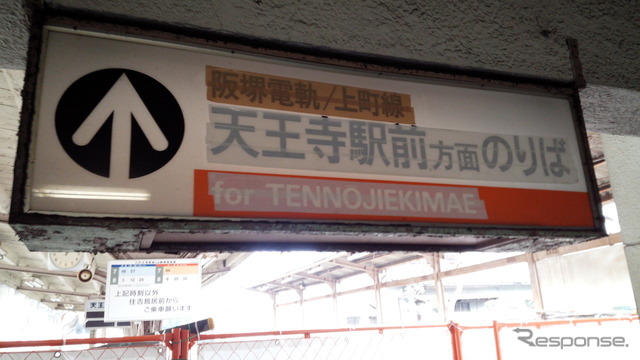 阪堺電軌/上町線
天王寺駅前方面のりば
for TENNOJIEKIMAE
上記時刻以外
住吉鳥居前から
ご乗車願います
天王
Response.